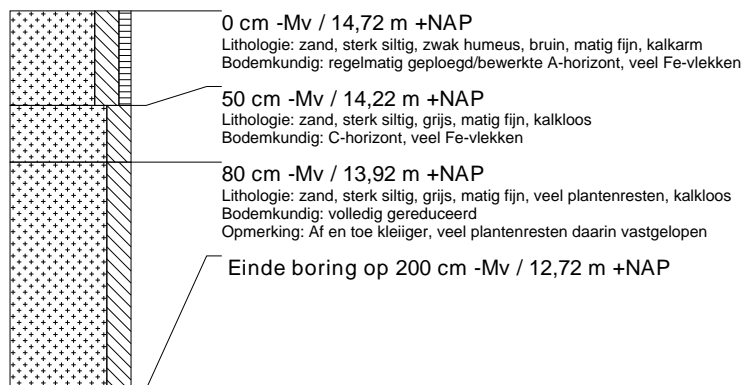 0 cm -Mv / 14,72 m +NAP
Lithologie: zand, sterk siltig, zwak humeus, bruin, matig fijn, kalkarm
Bodemkundig: regelmatig geploegd/bewerkte A-horizont, veel Fe-vlekken
50 cm -Mv / 14,22 m +NAP
Lithologie: zand, sterk siltig, grijs, matig fijn, kalkloos
Bodemkundig: C-horizont, veel Fe-vlekken
80 cm -Mv / 13,92 m +NAP
Lithologie: zand, sterk siltig, grijs, matig fijn, veel plantenresten, kalkloos
Bodemkundig: volledig gereduceerd
Opmerking: Af en toe kleiiger, veel plantenresten daarin vastgelopen
Einde boring op 200 cm -Mv / 12,72 m +NAP